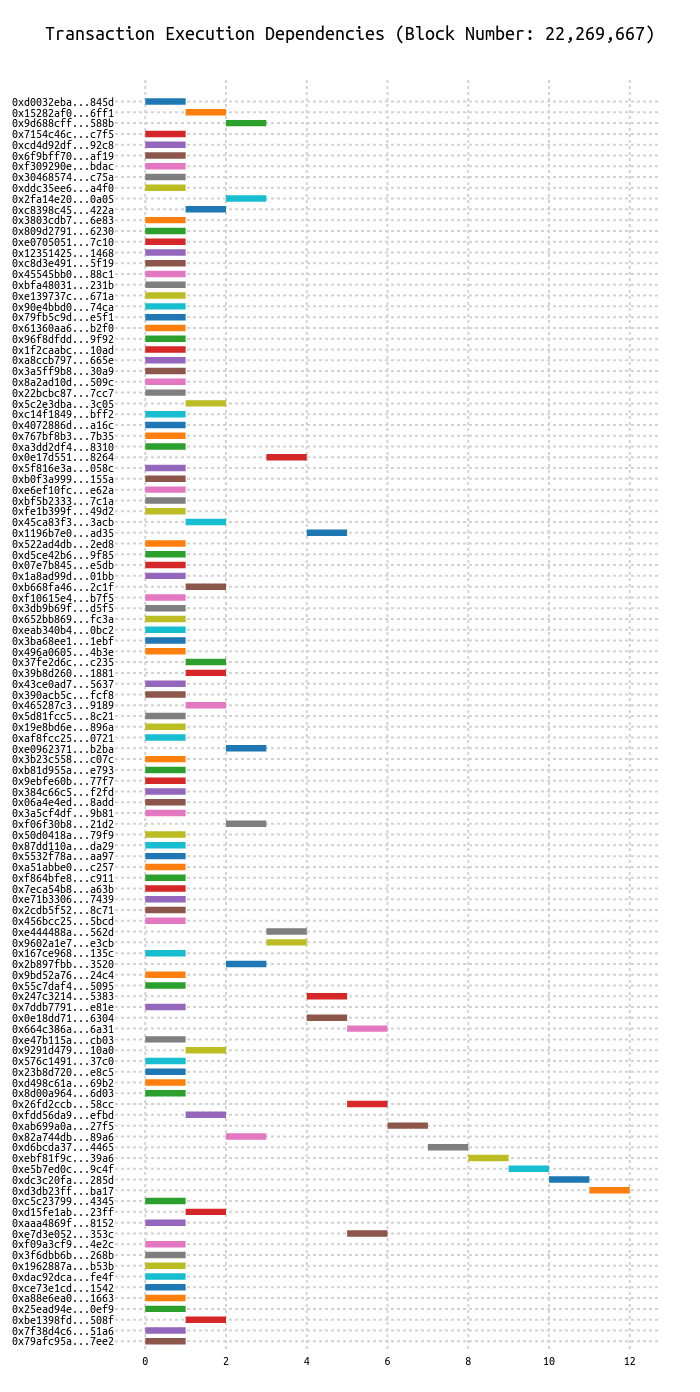 Transaction Execution Dependencies (Block Number: 22,269,667)
0xd0032eba...845d
0x15282af0...6ff1
0x9d688cff...588b
0x7154c46c...c7f5
0xcd4d92df...92c8
0x6f9bff70...af19
0xf309290e...bdac
0x30468574...c75a
0xddc35ee6...a4f0
0x2fa14e20...0a05
0xc8398c45...422a
0x3803cdb7...6e83
0x809d2791...6230
0xe0705051...7c10
0x12351425...1468
0xc8d3e491...5f19
0x45545bb0...88c1
0xbfa48031...231b
0xe139737c...671a
0x90e4bbd0...74ca
0x79fb5c9d...e5f1
0x61360aa6...b2f0
0x96f8dfdd...9f92
0x1f2caabc...10ad
0xa8ccb797...665e
0x3a5ff9b8...30a9
0x8a2ad10d...509c
0x22bcbc87...7cc7
0x5c2e3dba...3c05
0xc14f1849...bff2
0x4072886d...a16c
0x767bf8b3...7b35
0xa3dd2df4...8310
0x0e17d551...8264
0x5f816e3a...058c
0xb0f3a999...155a
0xe6ef10fc...e62a
0xbf5b2333...7c1a
0xfe1b399f...49d2
0x45ca83f3...3acb
0x1196b7e0...ad35
0x522ad4db...2ed8
0xd5ce42b6...9f85
0x07e7b845...e5db
0x1a8ad99d...01bb
0xb668fa46...2c1f
0xf10615e4...b7f5
0x3db9b69f...d5f5
0x652bb869...fc3a
0xeab340b4...0bc2
0x3ba68ee1...1ebf
0x496a0605...4b3e
0x37fe2d6c...c235
0x39b8d260...1881
0x43ce0ad7...5637
0x390acb5c...fcf8
0x465287c3...9189
0x5d81fcc5...8c21
0x19e8bd6e...896a
0xaf8fcc25...0721
0xe0962371...b2ba
0x3b23c558...c07c
0xb81d955a...e793
0x9ebfe60b...77f7
0x384c66c5...f2fd
0x06a4e4ed...8add
0x3a5cf4df...9b81
0xf06f30b8...21d2
0x50d0418a...79f9
0x87dd110a...da29
0x5532f78a...aa97
0xa51abbe0...c257
0xf864bfe8...c911
0x7eca54b8...a63b
0xe71b3306...7439
0x2cdb5f52...8c71
0x456bcc25...5bcd
0xe444488a...562d
0x9602a1e7...e3cb
0x167ce968...135c
0x2b897fbb...3520
0x9bd52a76...24c4
0x55c7daf4...5095
0x247c3214...5383
0x7ddb7791...e81e
0x0e18dd71...6304
0x664c386a...6a31
0xe47b115a...cb03
0x9291d479...10a0
0x576c1491...37c0
0x23b8d720...e8c5
0xd498c61a...69b2
0x8d00a964...6d03
0x26fd2ccb...58cc
0xfdd56da9...efbd
0xab699a0a...27f5
0x82a744db...89a6
0xd6bcda37...4465
0xebf81f9c...39a6
0xe5b7ed0c...9c4f
0xdc3c20fa...285d
0xd3db23ff...ba17
0xc5c23799...4345
0xd15fe1ab...23ff
0xaaa4869f...8152
0xe7d3e052...353c
0xf09a3cf9...4e2c
0x3f6dbb6b...268b
0x1962887a...b53b
0xdac92dca...fe4f
0xce73e1cd...1542
0xa88e6ea0...1663
0x25ead94e...0ef9
0xbe1398fd...508f
0x7f38d4c6...51a6
0x79afc95a...7ee2
0 2 4 6 8 10 12